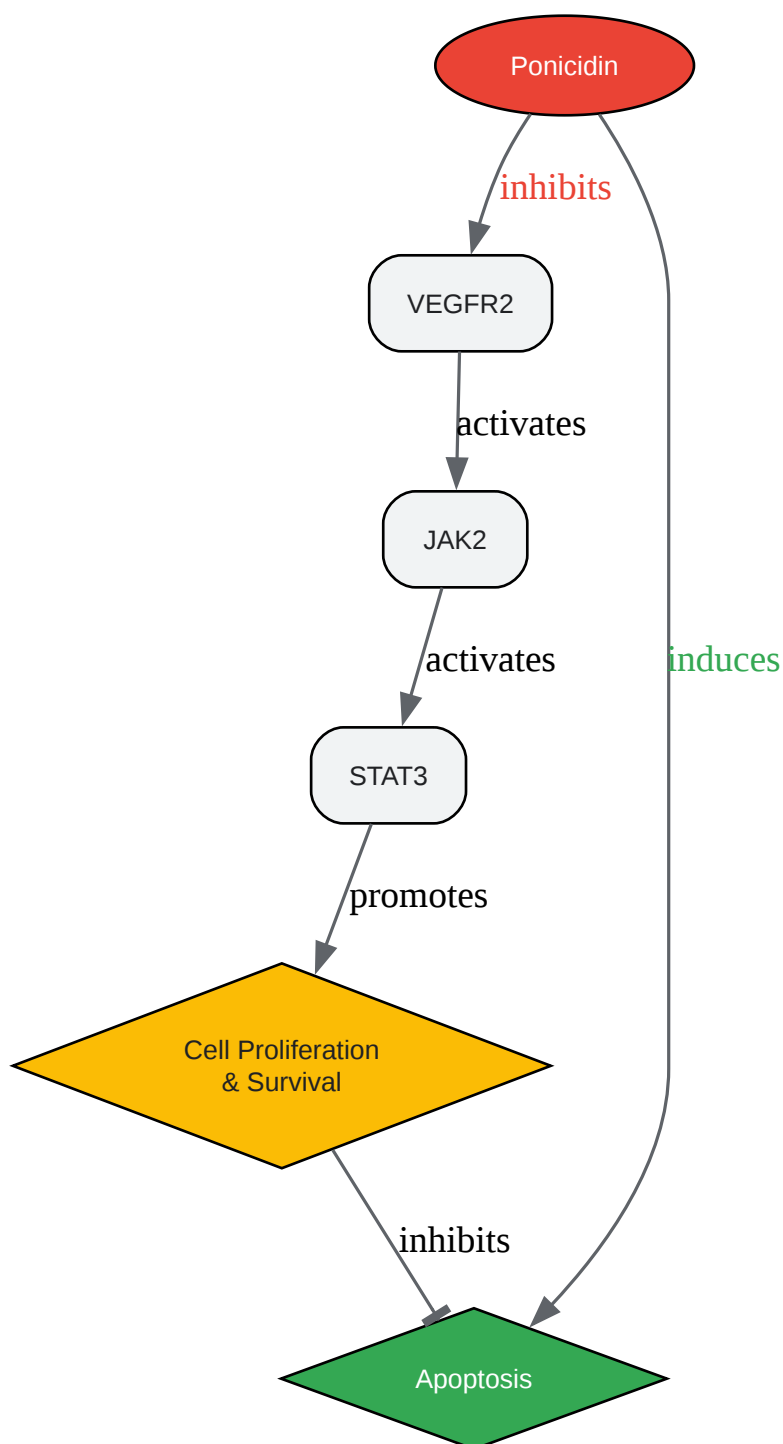 Ponicidin
inhibits
VEGFR2
activates
JAK2
activates
induces
STAT3
promotes
Cell Proliferation
& Survival
inhibits
Apoptosis